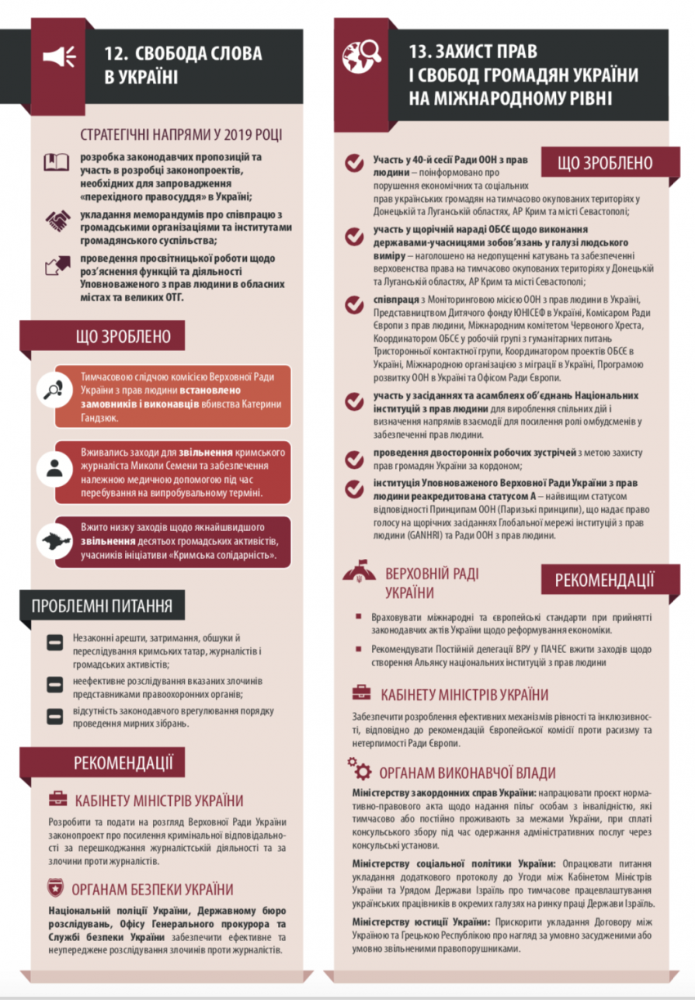 12. СВОБОДА СЛОВА
В УКРАЇНІ
СТРАТЕГІЧНІ НАПРЯМИ У 2019 РОЦІ
розробка законодавчих пропозицій та
участь в розробці законопроектів,
необхідних для запровадження
«перехідного правосуддя» в Україні;
укладання меморандумів про співпрацю з
громадськими організаціями та інститутами
громадянського суспільства;
проведення просвітницької роботи щодо
роз’яснення функцій та діяльності
Уповноваженого з прав людини в обласних
містах та великих ОТГ.
ЩО ЗРОБЛЕНО
Тимчасовою слідчою комісією Верховної Ради
України з прав людини встановлено
замовників і виконавців вбивства Катерини
Гандзюк.
Вживались заходи для звільнення кримського
журналіста Миколи Семени та забезпечення
належною медичною допомогою під час
перебування на випробувальному терміні.
Вжито низку заходів щодо якнайшвидшого
звільнення десятьох громадських активістів,
учасників ініціативи «Кримська солідарність».
ПРОБЛЕМНІ ПИТАННЯ
Незаконні арешти, затримання, обшуки й
переслідування кримських татар, журналістів і
громадських активістів;
неефективне розслідування вказаних злочинів
представниками правоохоронних органів;
відсутність законодавчого врегулювання порядку
проведення мирних зібрань.
РЕКОМЕНДАЦІЇ
КАБІНЕТУ МІНІСТРІВ УКРАЇНИ
Розробити та подати на розгляд Верховної Ради України
законопроект про посилення кримінальної відповідально-
сті за перешкоджання журналістській діяльності та за
злочини проти журналістів.
ОРГАНАМ БЕЗПЕКИ УКРАЇНИ
Національній поліції України, Державному бюро
розслідувань, Офісу Генерального прокурора та
Службі безпеки України забезпечити ефективне та
неупереджене розслідування злочинів проти журналістів.
13. ЗАХИСТ ПРАВ
І СВОБОД ГРОМАДЯН УКРАЇНИ
НА МІЖНАРОДНОМУ РІВНІ
ЩО ЗРОБЛЕНО
Участь у 40-й сесії Ради ООН з прав
людини – поінформовано про
порушення економічних та соціальних
прав українських громадян на тимчасово окупованих територіях у
Донецькій та Луганській областях, АР Крим та місті Севастополі;
участь у щорічній нараді ОБСЄ щодо виконання
державами-учасницями зобов’язань у галузі людського
виміру – наголошено на недопущенні катувань та забезпеченні
верховенства права на тимчасово окупованих територіях у Донецькій
та Луганській областях, АР Крим та місті Севастополі;
співпраця з Моніторинговою місією ООН з прав людини в Україні,
Представництвом Дитячого фонду ЮНІСЕФ в Україні, Комісаром Ради
Європи з прав людини, Міжнародним комітетом Червоного Хреста,
Координатором ОБСЄ у робочій групі з гуманітарних питань
Тристоронньої контактної групи, Координатором проектів ОБСЄ в
Україні, Міжнародною організацією з міграції в Україні, Програмою
розвитку ООН в Україні та Офісом Ради Європи.
участь у засіданнях та асамблеях об’єднань Національних
інституцій з прав людини для вироблення спільних дій і
визначення напрямів взаємодії для посилення ролі омбудсменів у
забезпеченні прав людини.
проведення двосторонніх робочих зустрічей з метою захисту
прав громадян України за кордоном;
інституція Уповноваженого Верховної Ради України з прав
людини реакредитована статусом А – найвищим статусом
відповідності Принципам ООН (Паризькі принципи), що надає право
голосу на щорічних засіданнях Глобальної мережі інституцій з прав
людини (GANHRI) та Ради ООН з прав людини.
РЕКОМЕНДАЦІЇ
ВЕРХОВНІЙ РАДІ
УКРАЇНИ
Враховувати міжнародні та європейські стандарти при прийнятті
законодавчих актів України щодо реформування економіки.
Рекомендувати Постійній делегації ВРУ у ПАЧЕС вжити заходів щодо
створення Альянсу національних інституцій з прав людини
КАБІНЕТУ МІНІСТРІВ УКРАЇНИ
Забезпечити розроблення ефективних механізмів рівності та інклюзивнос-
ті, відповідно до рекомендацій Європейської комісії проти расизму та
нетерпимості Ради Європи.
ОРГАНАМ ВИКОНАВЧОЇ ВЛАДИ
Міністерству закордонних справ України: напрацювати проєкт норма-
тивно-правового акта щодо надання пільг особам з інвалідністю, які
тимчасово або постійно проживають за межами України, при сплаті
консульського збору під час одержання адміністративних послуг через
консульські установи.
Міністерству соціальної політики України: Опрацювати питання
укладання додаткового протоколу до Угоди між Кабінетом Міністрів
України та Урядом Держави Ізраїль про тимчасове працевлаштування
українських працівників в окремих галузях на ринку праці Держави Ізраїль.
Міністерству юстиції України: Прискорити укладання Договору між
Україною та Грецькою Республікою про нагляд за умовно засудженими або
умовно звільненими правопорушниками.